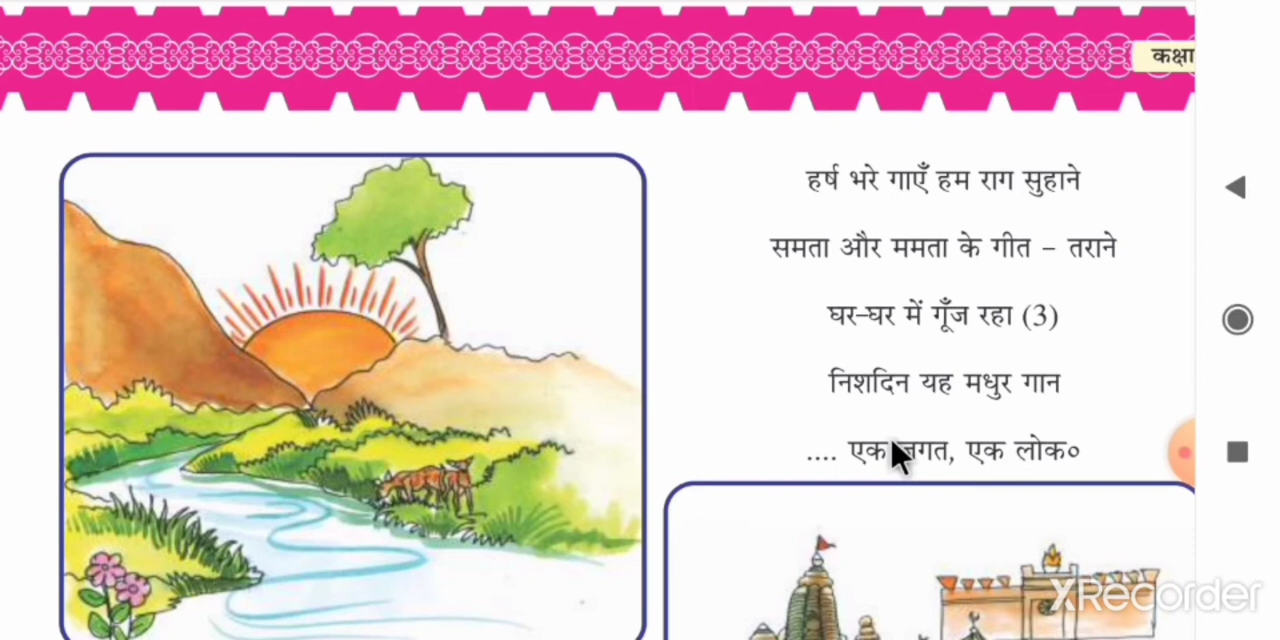 कक्षा
हर्ष भरे गाएँ हम राग सुहाने
समता और ममता के गीत - तराने
घर-घर में गूँज रहा (3)
निशदिन यह मधुर गान
.... एक जगत, एक लोक०
XRecorder